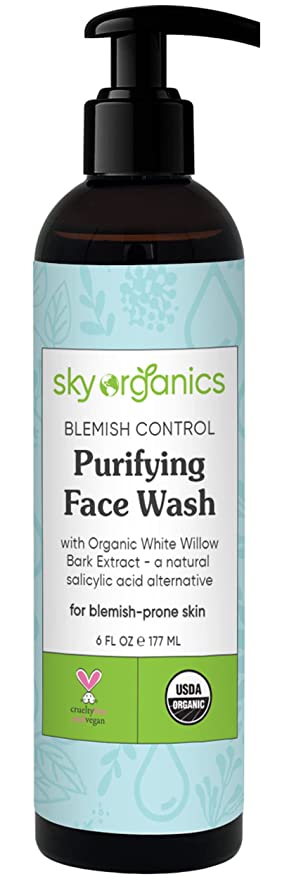 sky organics
BLEMISH CONTROL
Purifying
Face Wash
with Organic White Willow
Bark Extract - a natural
salicylic acid alternative
for blemish-prone skin
6 FL OZ ℮ 177 ML
cruelty free
and vegan
USDA
ORGANIC